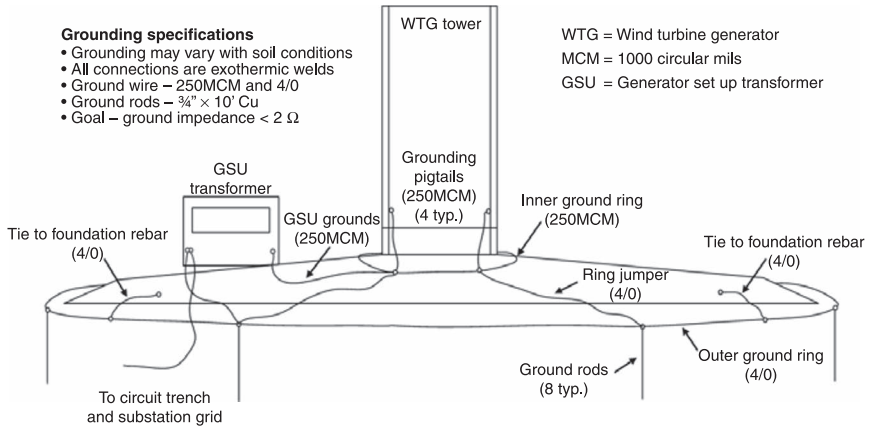 Grounding specifications
• Grounding may vary with soil conditions
• All connections are exothermic welds
• Ground wire – 250MCM and 4/0
• Ground rods – ¾” × 10’ Cu
• Goal – ground impedance < 2 Ω
WTG tower
WTG = Wind turbine generator
MCM = 1000 circular mils
GSU = Generator set up transformer
GSU
transformer
Grounding
pigtails
(250MCM)
(4 typ.)
GSU grounds
(250MCM)
Inner ground ring
(250MCM)
Tie to foundation rebar
(4/0)
Tie to foundation rebar
(4/0)
Ring jumper
(4/0)
Outer ground ring
(4/0)
Ground rods
(8 typ.)
To circuit trench
and substation grid